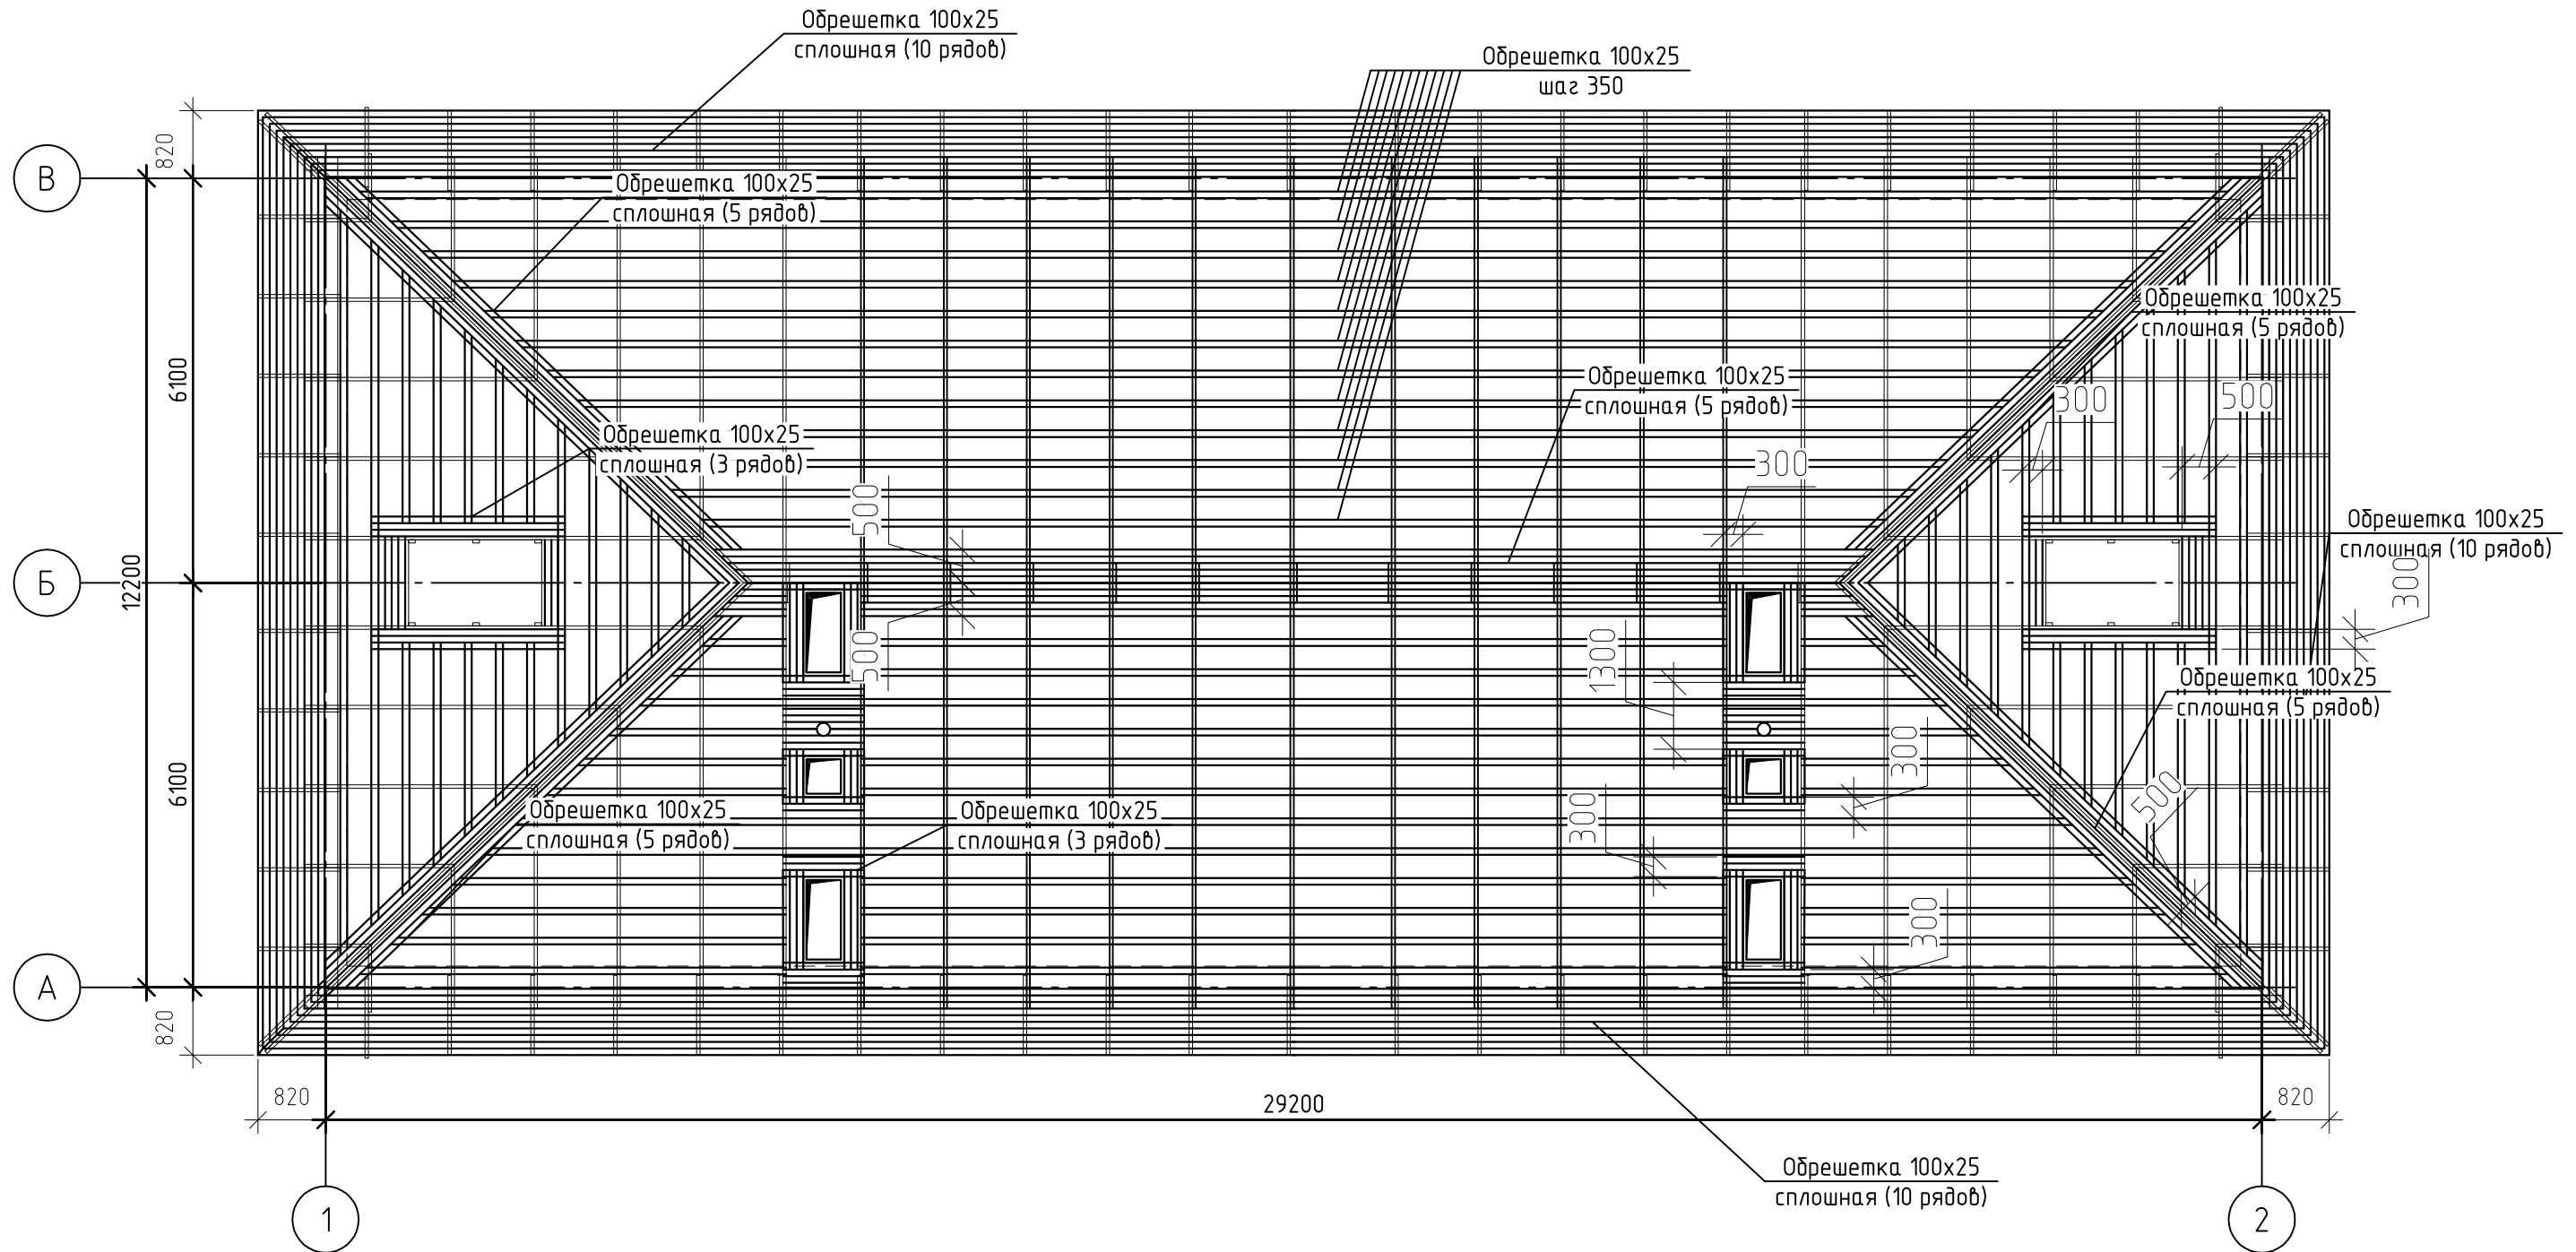 Обрешетка 100х25
сплошная (10 рядов)
Обрешетка 100х25
шаг 350
820
В
Обрешетка 100х25
сплошная (5 рядов)
Обрешетка 100х25
сплошная (5 рядов)
6100
Обрешетка 100х25
сплошная (5 рядов)
300
500
Обрешетка 100х25
сплошная (3 рядов)
300
500
Обрешетка 100х25
сплошная (10 рядов)
Б
12200
300
500
1300
Обрешетка 100х25
сплошная (5 рядов)
300
6100
Обрешетка 100х25
сплошная (5 рядов)
Обрешетка 100х25
сплошная (3 рядов)
300
500
300
А
820
820
29200
820
Обрешетка 100х25
сплошная (10 рядов)
1
2